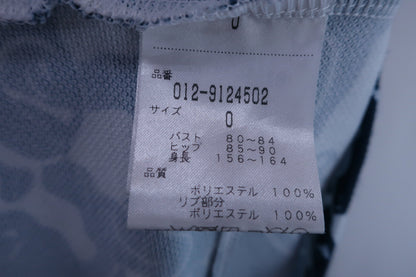 0
品番
012-9124502
サイズ
0
バスト 80～84
ヒップ 85～90
身長 156～164
品質
ポリエステル 100%
リブ部分
ポリエステル 100%